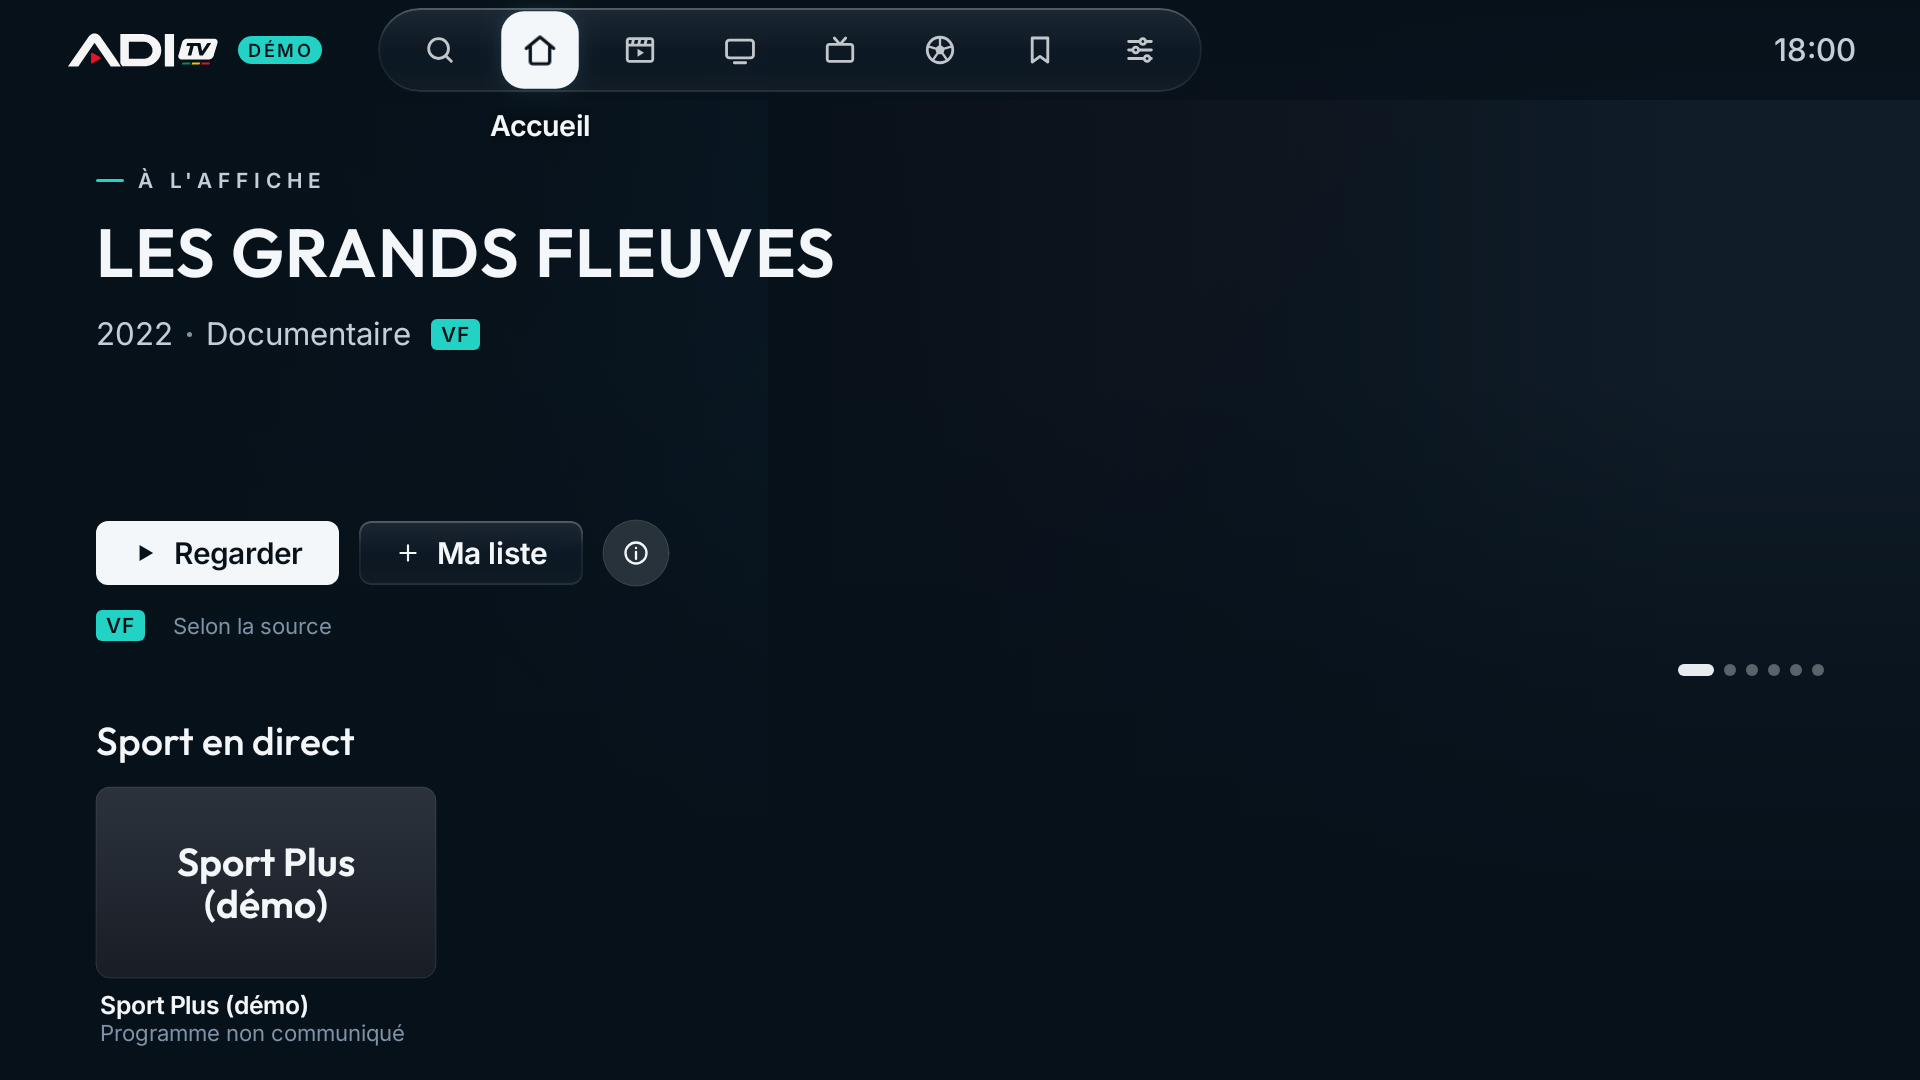 ADI TV DÉMO
18:00
Accueil
À L'AFFICHE
LES GRANDS FLEUVES
2022 · Documentaire VF
Regarder
Ma liste
VF Selon la source
Sport en direct
Sport Plus
(démo)
Sport Plus (démo)
Programme non communiqué